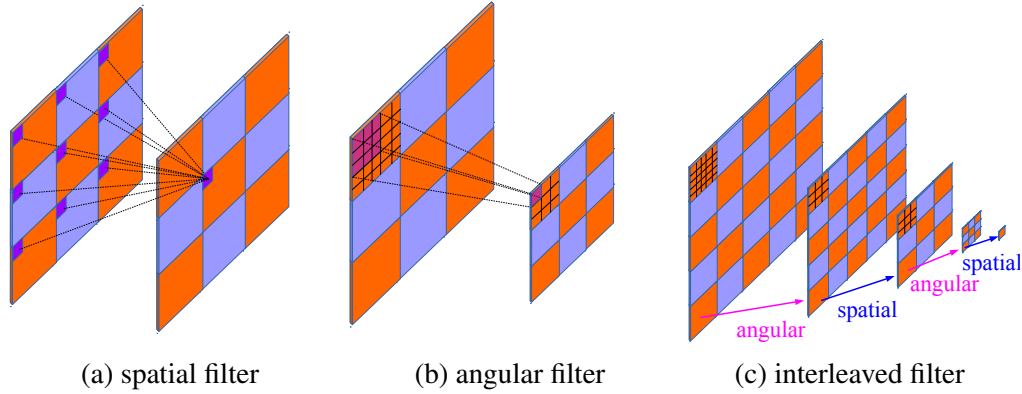 angular
spatial
angular
spatial
(a) spatial filter
(b) angular filter
(c) interleaved filter